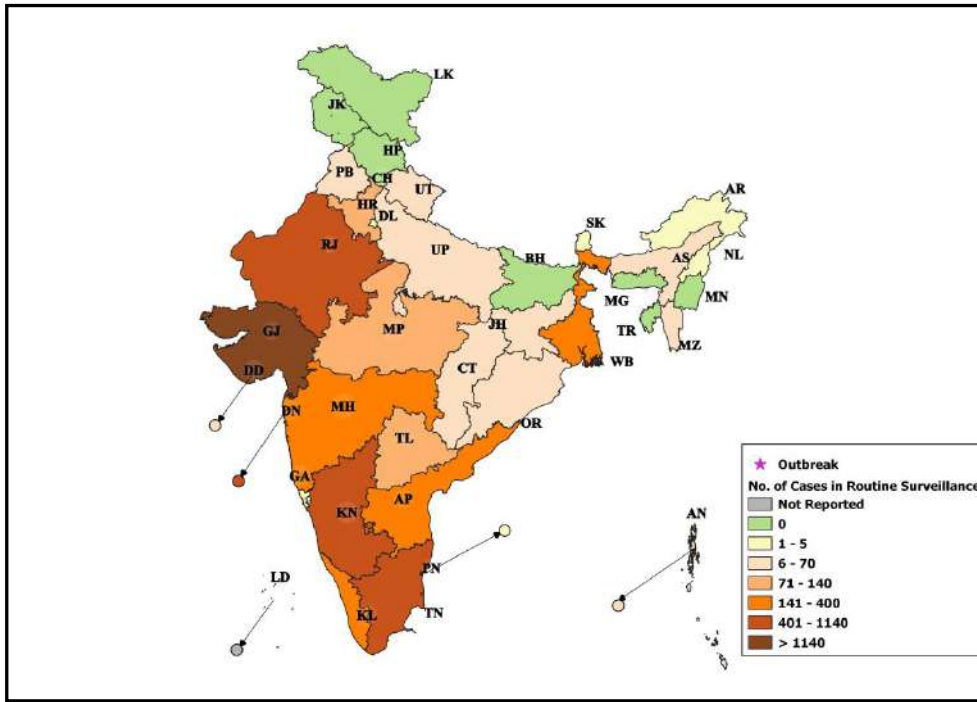 LK
JK
HP
CH
PB
UT
HR
DL
AR
SK
RJ
UP
BH
AS
NL
MG
MN
GJ
MP
JH
TR
MZ
WB
DD
CT
DN
MH
OR
TL
GA
AP
KN
AN
PN
LD
KL
TN
Outbreak
No. of Cases in Routine Surveillance
Not Reported
0
1 - 5
6 - 70
71 - 140
141 - 400
401 - 1140
> 1140